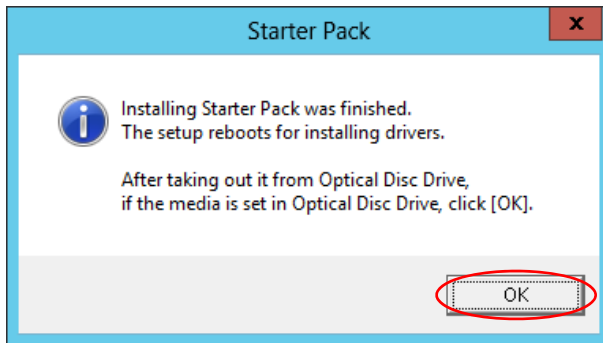 Starter Pack
x
Installing Starter Pack was finished.
The setup reboots for installing drivers.
After taking out it from Optical Disc Drive,
if the media is set in Optical Disc Drive, click [OK].
OK